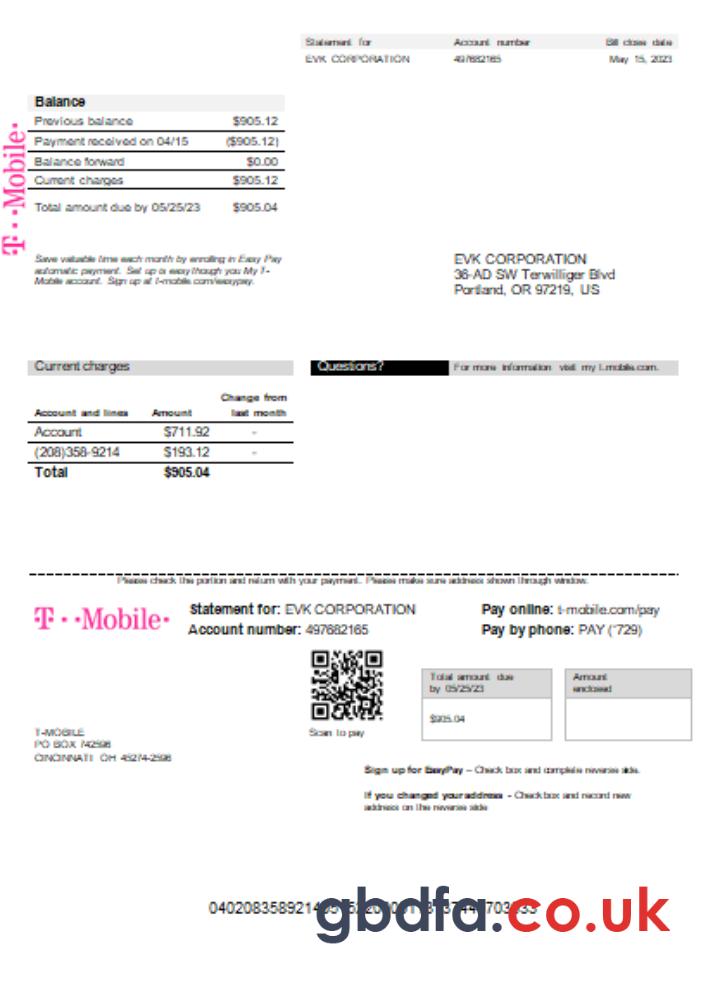 Statement for Account number Bill close date
EVK CORPORATION 497682165 May 15, 2023
Balance
Previous balance $905.12
Payment received on 04/15 ($905.12)
Balance forward $0.00
Current charges $905.12
Total amount due by 05/25/23 $905.04
T··Mobile·
Save valuable time each month by enrolling in Easy Pay
automatic payment. Set up is easy though you My T-
Mobile account. Sign up at t-mobile.com/easypay.
EVK CORPORATION
36-AD SW Terwilliger Blvd
Portland, OR 97219, US
Current charges
Questions? For more information visit my t.mobile.com.
Account and lines Amount Change from last month
Account $711.92 -
(208)358-9214 $193.12 -
Total $905.04
Please check the portion and return with your payment. Please make sure address shown through window.
T··Mobile·
Statement for: EVK CORPORATION
Account number: 497682165
Pay online: t-mobile.com/pay
Pay by phone: PAY (*729)
Scan to pay
Total amount due
by 05/25/23
$905.04
Amount
enclosed
T-MOBILE
PO BOX 742596
CINCINNATI OH 45274-2596
Sign up for EasyPay – Check box and complete reverse side.
If you changed your address - Check box and record new
address on the reverse side
gbdfa.co.uk